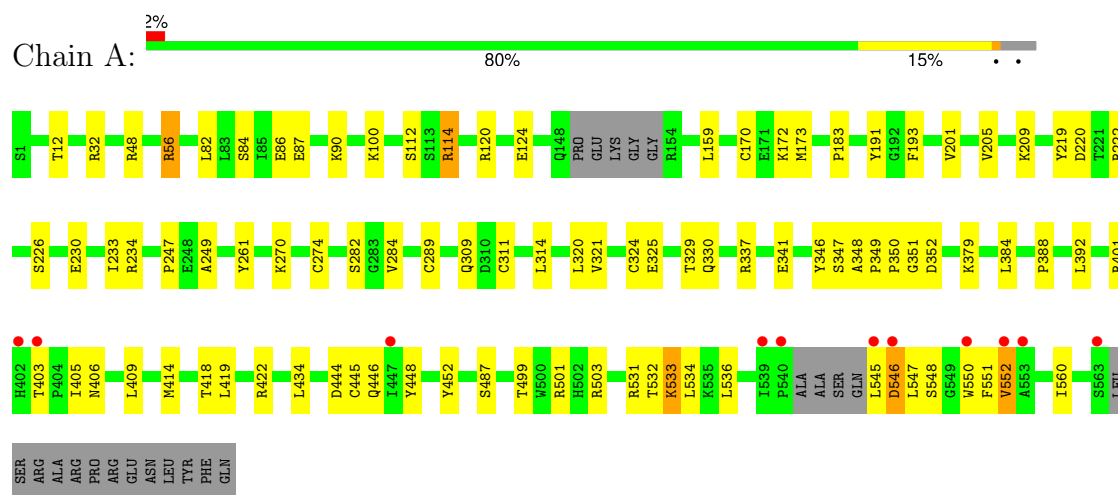 2%
Chain A:
80% 15% • •
S1 T12 R32 R48 R56 L82 L83 S84 I85 E86 E87 K90 K100 S112 S113 R114 R120 E124 Q148 PRO GLU LYS GLY GLY R154 L159 C170 E171 K172 M173 P183 Y191 G192 F193 V201 V205 K209 Y219 D220 T221
S226 E230 I233 R234 P247 E248 A249 Y261 K270 C274 S282 G283 V284 C289 Q309 D310 C311 L314 L320 V321 C324 E325 T329 Q330 R337 E341 Y346 S347 A348 P349 P350 G351 D352 K379 L384 P388 L392
H402 T403 P404 I405 N406 L409 M414 T418 L419 R422 L434 D444 C445 Q446 I447 Y448 Y452 S487 T499 W500 R501 H502 R503 R531 T532 K533 L534 K535 L536 I539 P540 ALA ALA SER GLN L545 D546 L547 S548 G549 W550 F551 V552 A553 I560 S563
SER ARG ALA ARG PRO ARG GLU ASN LEU TYR PHE GLN